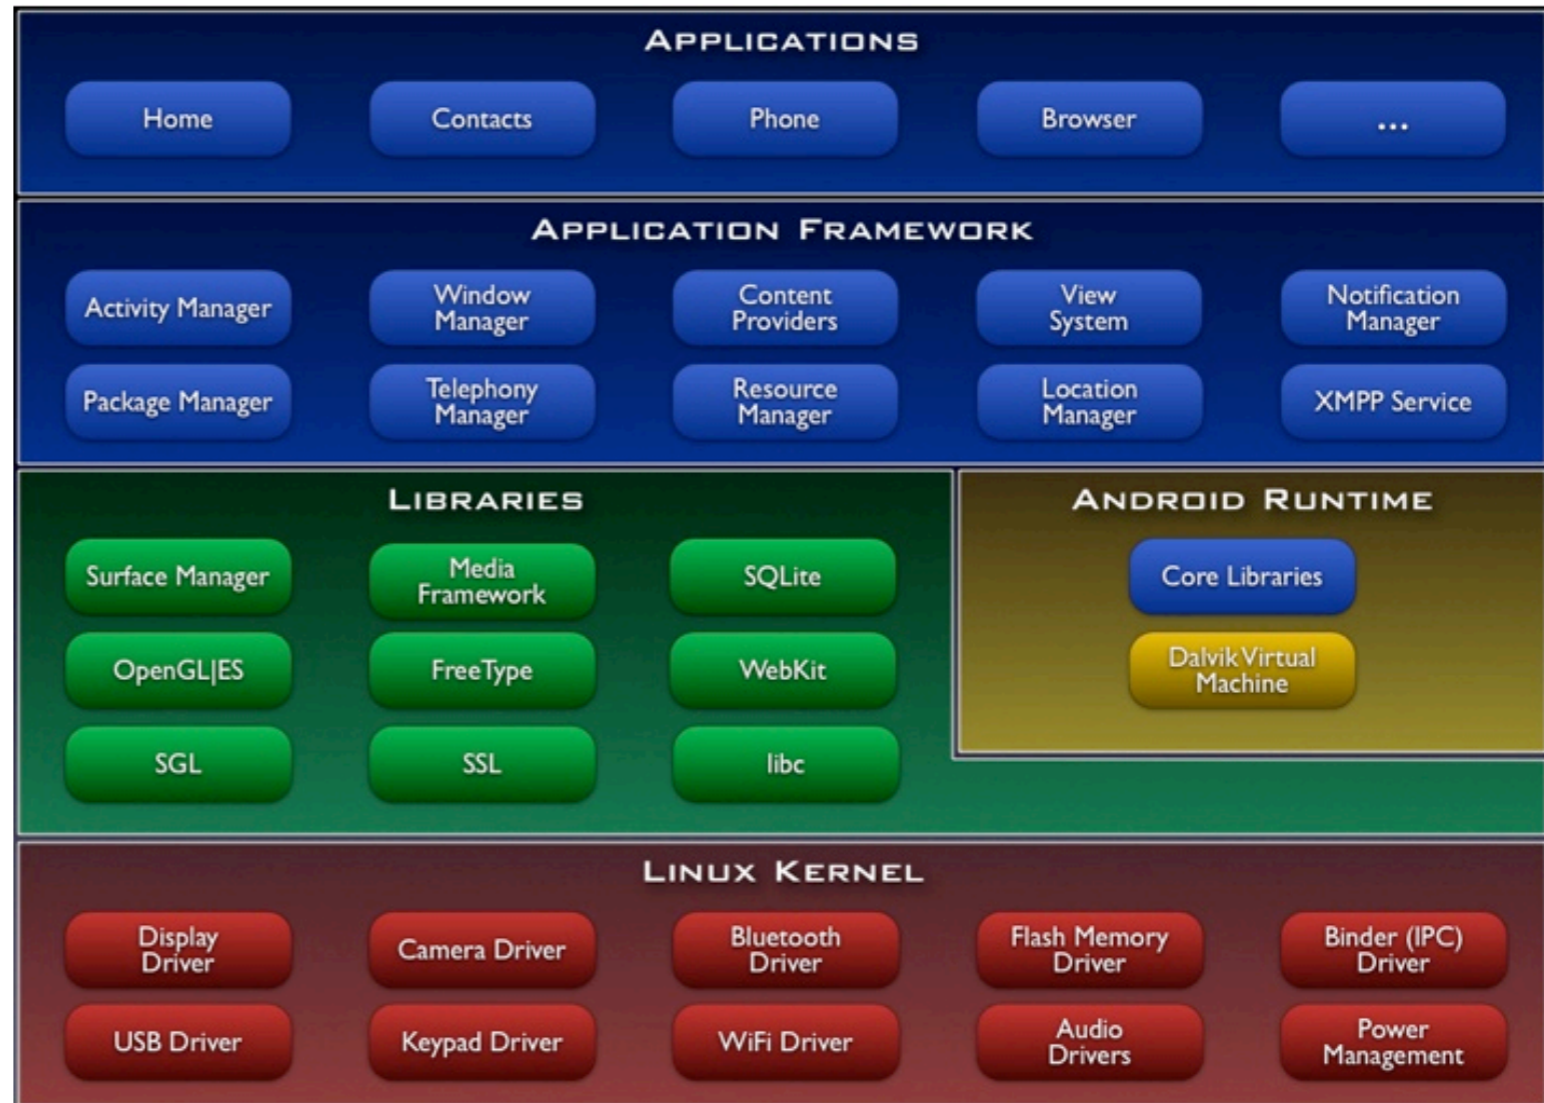 APPLICATIONS
Home
Contacts
Phone
Browser
...
APPLICATION FRAMEWORK
Activity Manager
Window
Manager
Content
Providers
View
System
Notification
Manager
Package Manager
Telephony
Manager
Resource
Manager
Location
Manager
XMPP Service
LIBRARIES
Surface Manager
Media
Framework
SQLite
OpenGL|ES
FreeType
WebKit
SGL
SSL
libc
ANDROID RUNTIME
Core Libraries
Dalvik Virtual
Machine
LINUX KERNEL
Display
Driver
Camera Driver
Bluetooth
Driver
Flash Memory
Driver
Binder (IPC)
Driver
USB Driver
Keypad Driver
WiFi Driver
Audio
Drivers
Power
Management